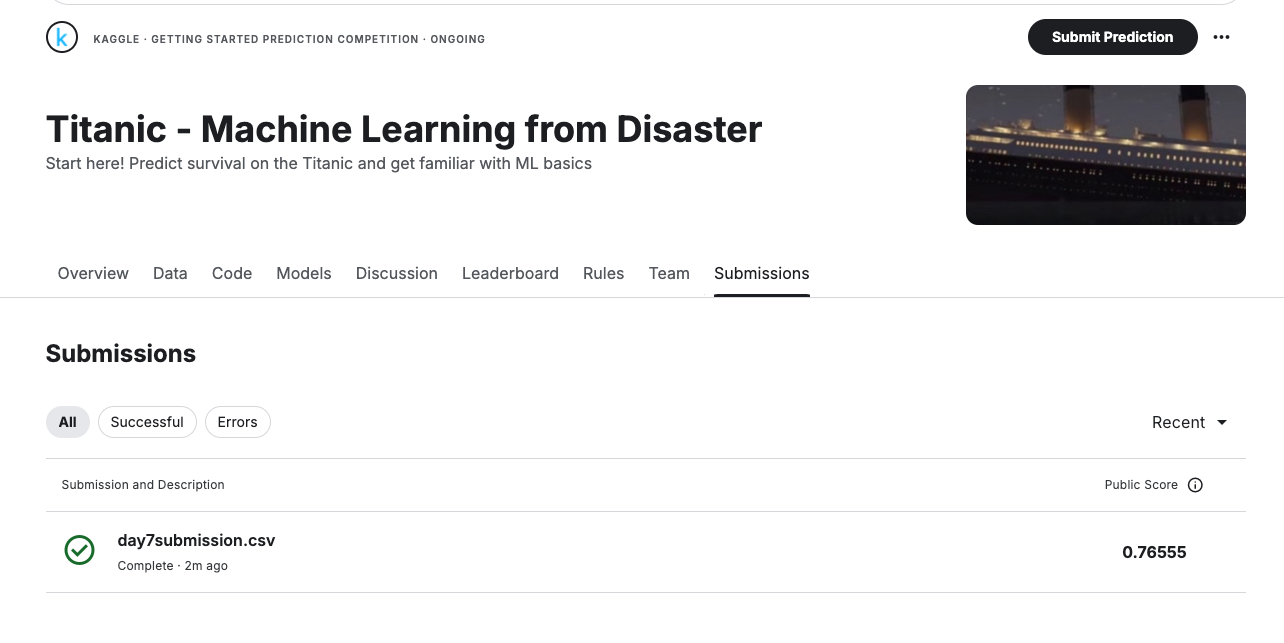 k
KAGGLE · GETTING STARTED PREDICTION COMPETITION · ONGOING
Submit Prediction
Titanic - Machine Learning from Disaster
Start here! Predict survival on the Titanic and get familiar with ML basics
Overview Data Code Models Discussion Leaderboard Rules Team Submissions
Submissions
All Successful Errors
Recent
Submission and Description Public Score
day7submission.csv
Complete · 2m ago
0.76555